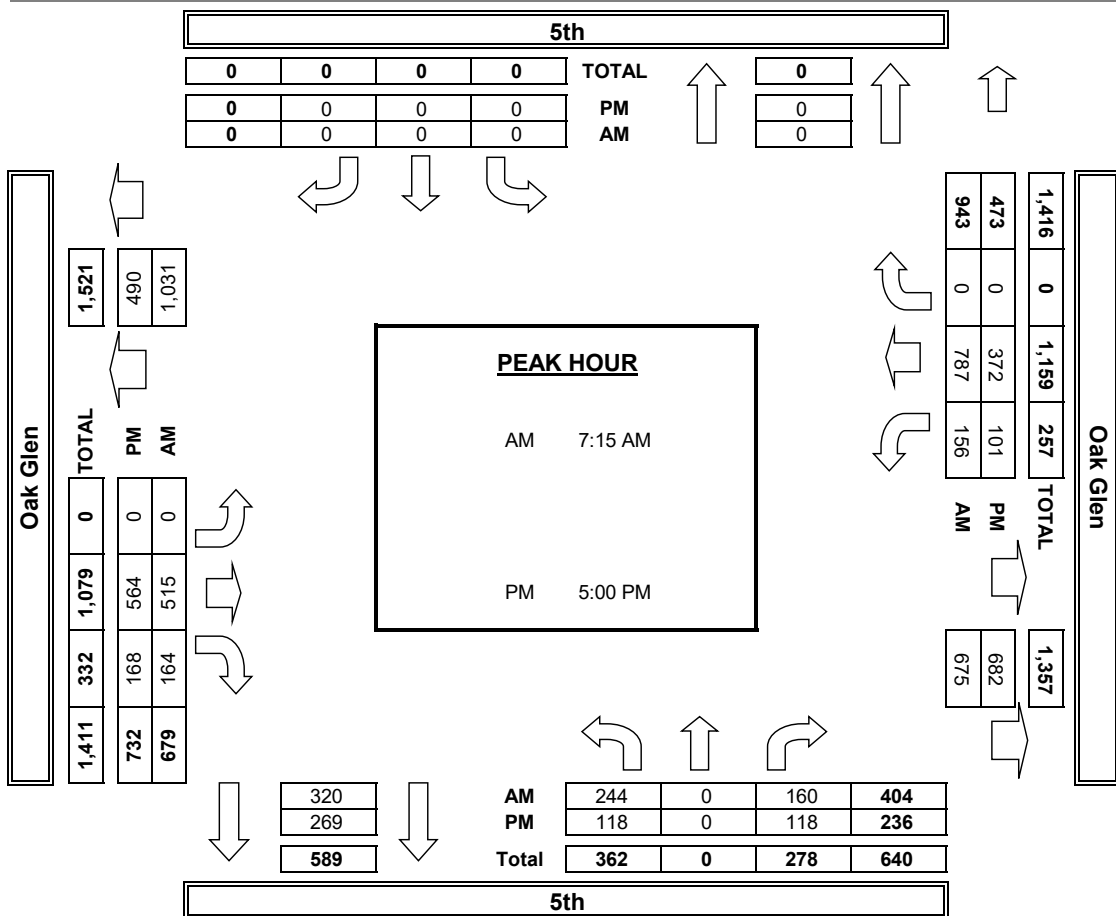 5th
0 0 0 0 TOTAL 0
0 0 0 0 PM 0
0 0 0 0 AM 0
Oak Glen
1,521
490
1,031
TOTAL 0 1,079 332 1,411
PM 0 564 168 732
AM 0 515 164 679
PEAK HOUR
AM 7:15 AM
PM 5:00 PM
1,416 0 1,159 257 TOTAL 1,357
473 0 372 101 PM 682
943 0 787 156 AM 675
Oak Glen
320 AM 244 0 160 404
269 PM 118 0 118 236
589 Total 362 0 278 640
5th